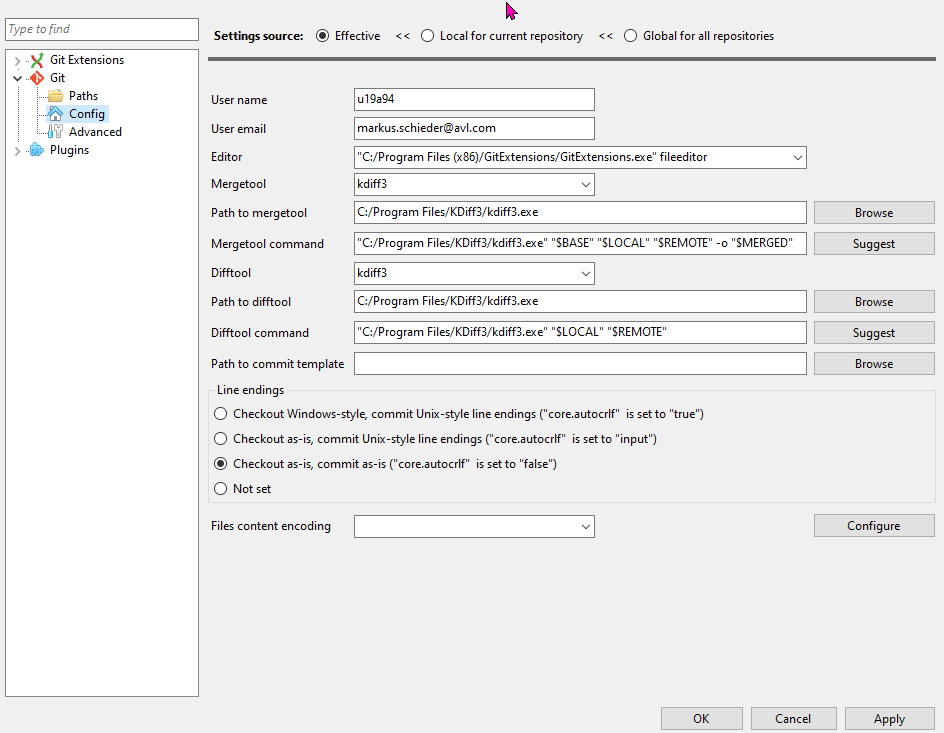 Type to find
Git Extensions
Git
Paths
Config
Advanced
Plugins
Settings source: Effective << Local for current repository << Global for all repositories
User name u19a94
User email markus.schieder@avl.com
Editor "C:/Program Files (x86)/GitExtensions/GitExtensions.exe" fileeditor
Mergetool kdiff3
Path to mergetool C:/Program Files/KDiff3/kdiff3.exe Browse
Mergetool command "C:/Program Files/KDiff3/kdiff3.exe" "$BASE" "$LOCAL" "$REMOTE" -o "$MERGED" Suggest
Difftool kdiff3
Path to difftool C:/Program Files/KDiff3/kdiff3.exe Browse
Difftool command "C:/Program Files/KDiff3/kdiff3.exe" "$LOCAL" "$REMOTE" Suggest
Path to commit template Browse
Line endings
Checkout Windows-style, commit Unix-style line endings ("core.autocrlf" is set to "true")
Checkout as-is, commit Unix-style line endings ("core.autocrlf" is set to "input")
Checkout as-is, commit as-is ("core.autocrlf" is set to "false")
Not set
Files content encoding Configure
OK Cancel Apply